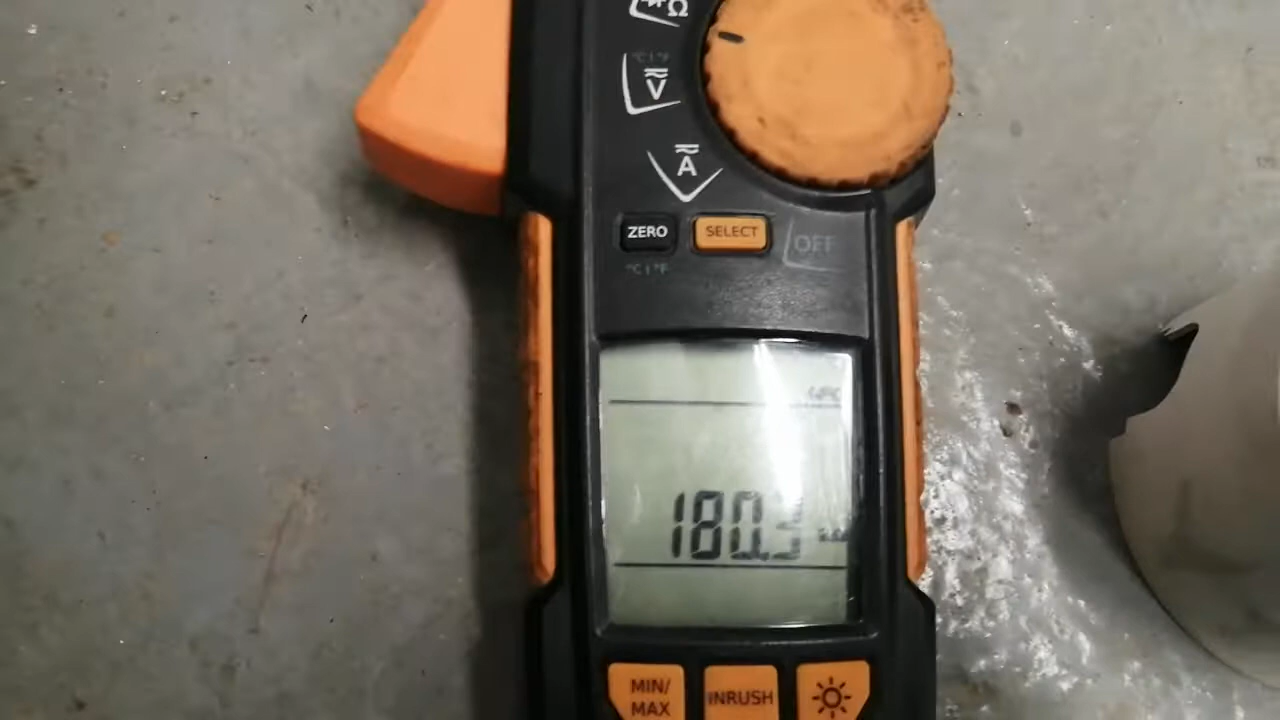 Ω
°C | °F
V
A
ZERO
SELECT
OFF
°C | °F
180.3
MIN/
MAX
INRUSH